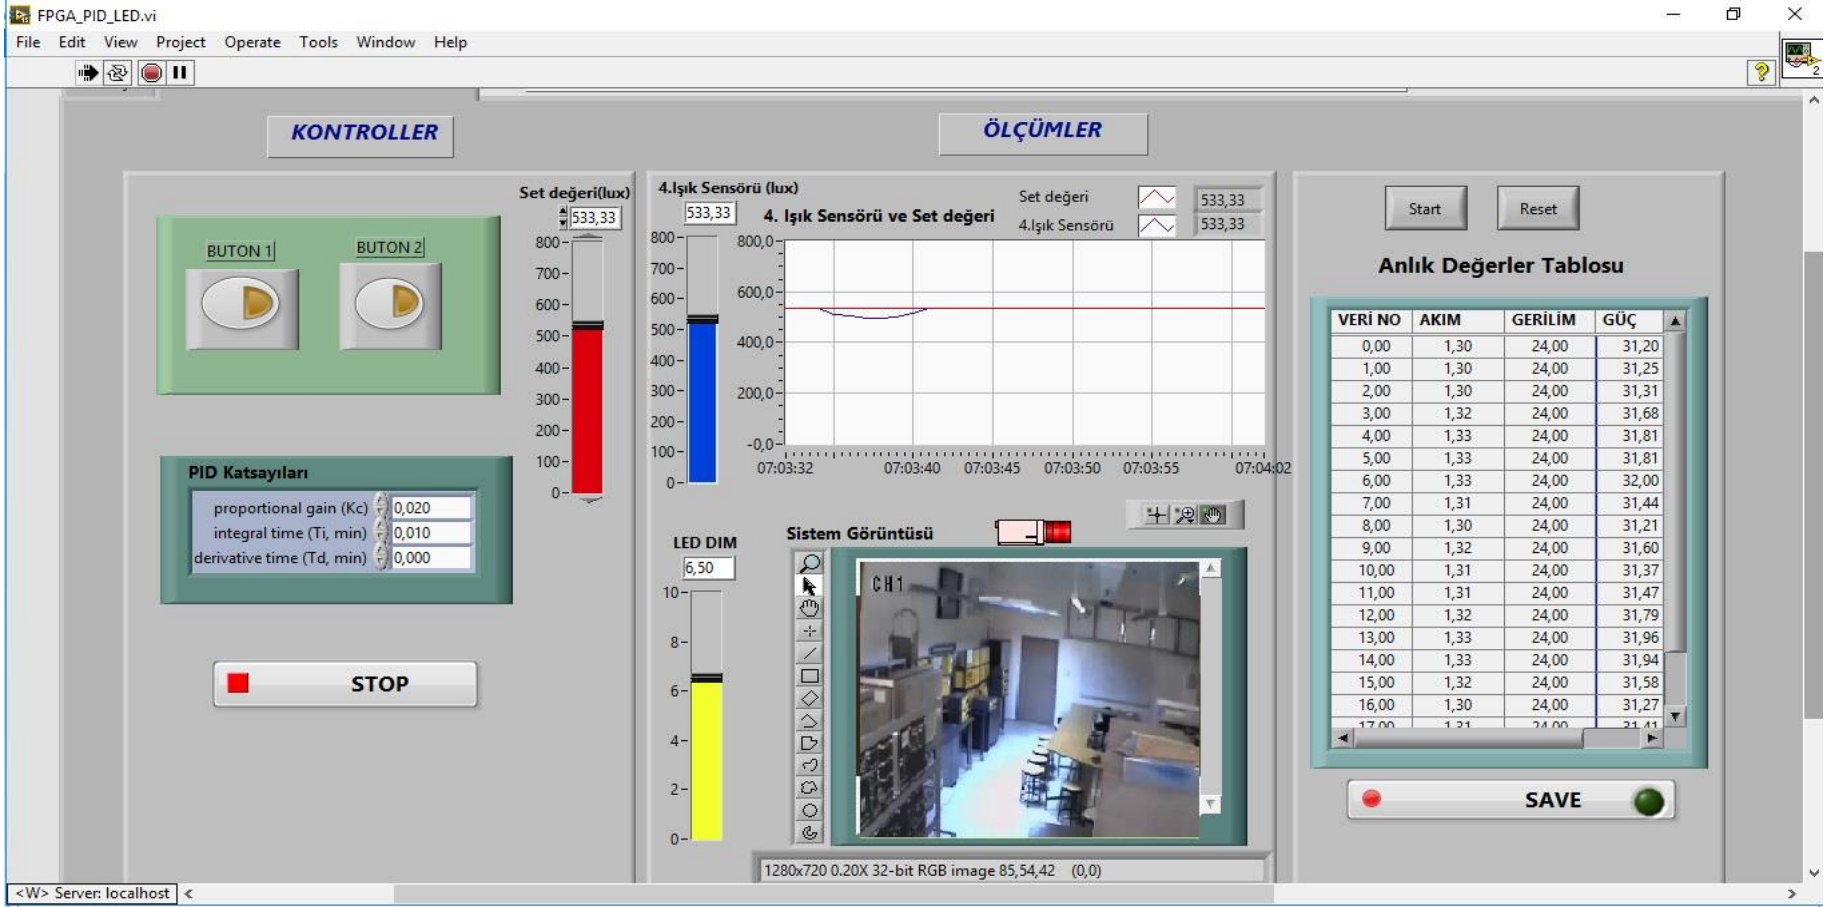 FPGA_PID_LED.vi
File Edit View Project Operate Tools Window Help
2
KONTROLLER
ÖLÇÜMLER
BUTON 1
BUTON 2
Set değeri(lux)
533,33
800
700
600
500
400
300
200
100
0
PID Katsayıları
proportional gain (Kc) 0,020
integral time (Ti, min) 0,010
derivative time (Td, min) 0,000
STOP
4.Işık Sensörü (lux)
533,33
800
700
600
500
400
300
200
100
0
4. Işık Sensörü ve Set değeri
Set değeri 533,33
4.Işık Sensörü 533,33
800,0
600,0
400,0
200,0
-0,0
07:03:32 07:03:40 07:03:45 07:03:50 07:03:55 07:04:02
LED DIM
6,50
10
8
6
4
2
0
Sistem Görüntüsü
CH1
1280x720 0.20X 32-bit RGB image 85,54,42 (0,0)
Start Reset
Anlık Değerler Tablosu
VERİ NO AKIM GERİLİM GÜÇ
0,00 1,30 24,00 31,20
1,00 1,30 24,00 31,25
2,00 1,30 24,00 31,31
3,00 1,32 24,00 31,68
4,00 1,33 24,00 31,81
5,00 1,33 24,00 31,81
6,00 1,33 24,00 32,00
7,00 1,31 24,00 31,44
8,00 1,30 24,00 31,21
9,00 1,32 24,00 31,60
10,00 1,31 24,00 31,37
11,00 1,31 24,00 31,47
12,00 1,32 24,00 31,79
13,00 1,33 24,00 31,96
14,00 1,33 24,00 31,94
15,00 1,32 24,00 31,58
16,00 1,30 24,00 31,27
17,00 1,31 24,00 31,41
SAVE
<W> Server: localhost